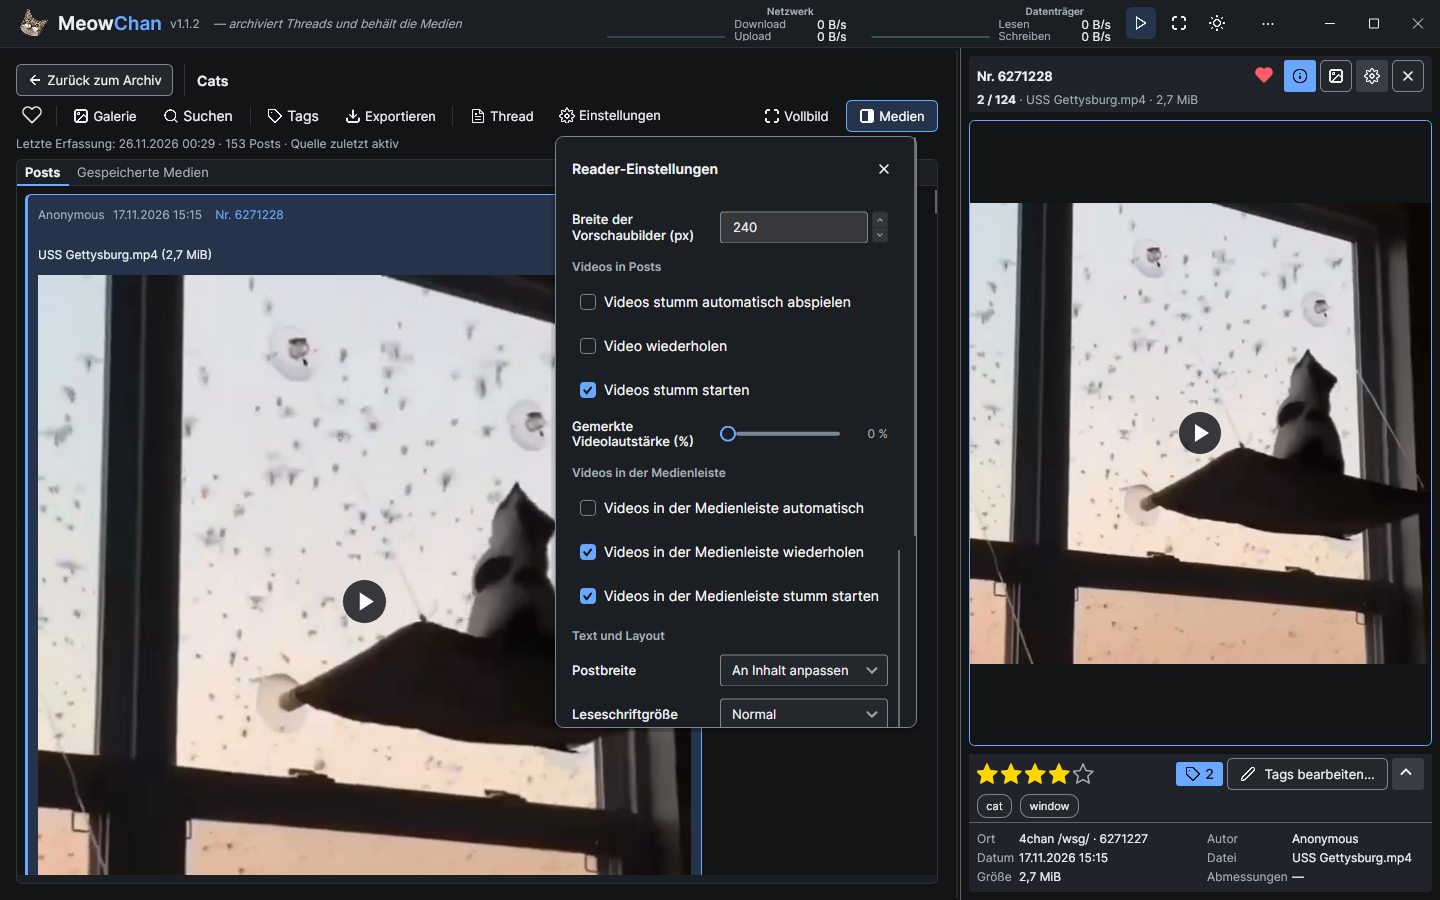 MeowChan v1.1.2 — archiviert Threads und behält die Medien
Netzwerk
Download 0 B/s
Upload 0 B/s
Datenträger
Lesen 0 B/s
Schreiben 0 B/s
Zurück zum Archiv
Cats
Galerie
Suchen
Tags
Exportieren
Thread
Einstellungen
Vollbild
Medien
Letzte Erfassung: 26.11.2026 00:29 · 153 Posts · Quelle zuletzt aktiv
Posts
Gespeicherte Medien
Anonymous 17.11.2026 15:15 Nr. 6271228
USS Gettysburg.mp4 (2,7 MiB)
Reader-Einstellungen
Breite der
Vorschaubilder (px)
240
Videos in Posts
Videos stumm automatisch abspielen
Video wiederholen
Videos stumm starten
Gemerkte
Videolautstärke (%)
0 %
Videos in der Medienleiste
Videos in der Medienleiste automatisch
Videos in der Medienleiste wiederholen
Videos in der Medienleiste stumm starten
Text und Layout
Postbreite
An Inhalt anpassen
Leseschriftgröße
Normal
Nr. 6271228
2 / 124 · USS Gettysburg.mp4 · 2,7 MiB
2
Tags bearbeiten...
cat
window
Ort 4chan /wsg/ · 6271227
Autor Anonymous
Datum 17.11.2026 15:15
Datei USS Gettysburg.mp4
Größe 2,7 MiB
Abmessungen —